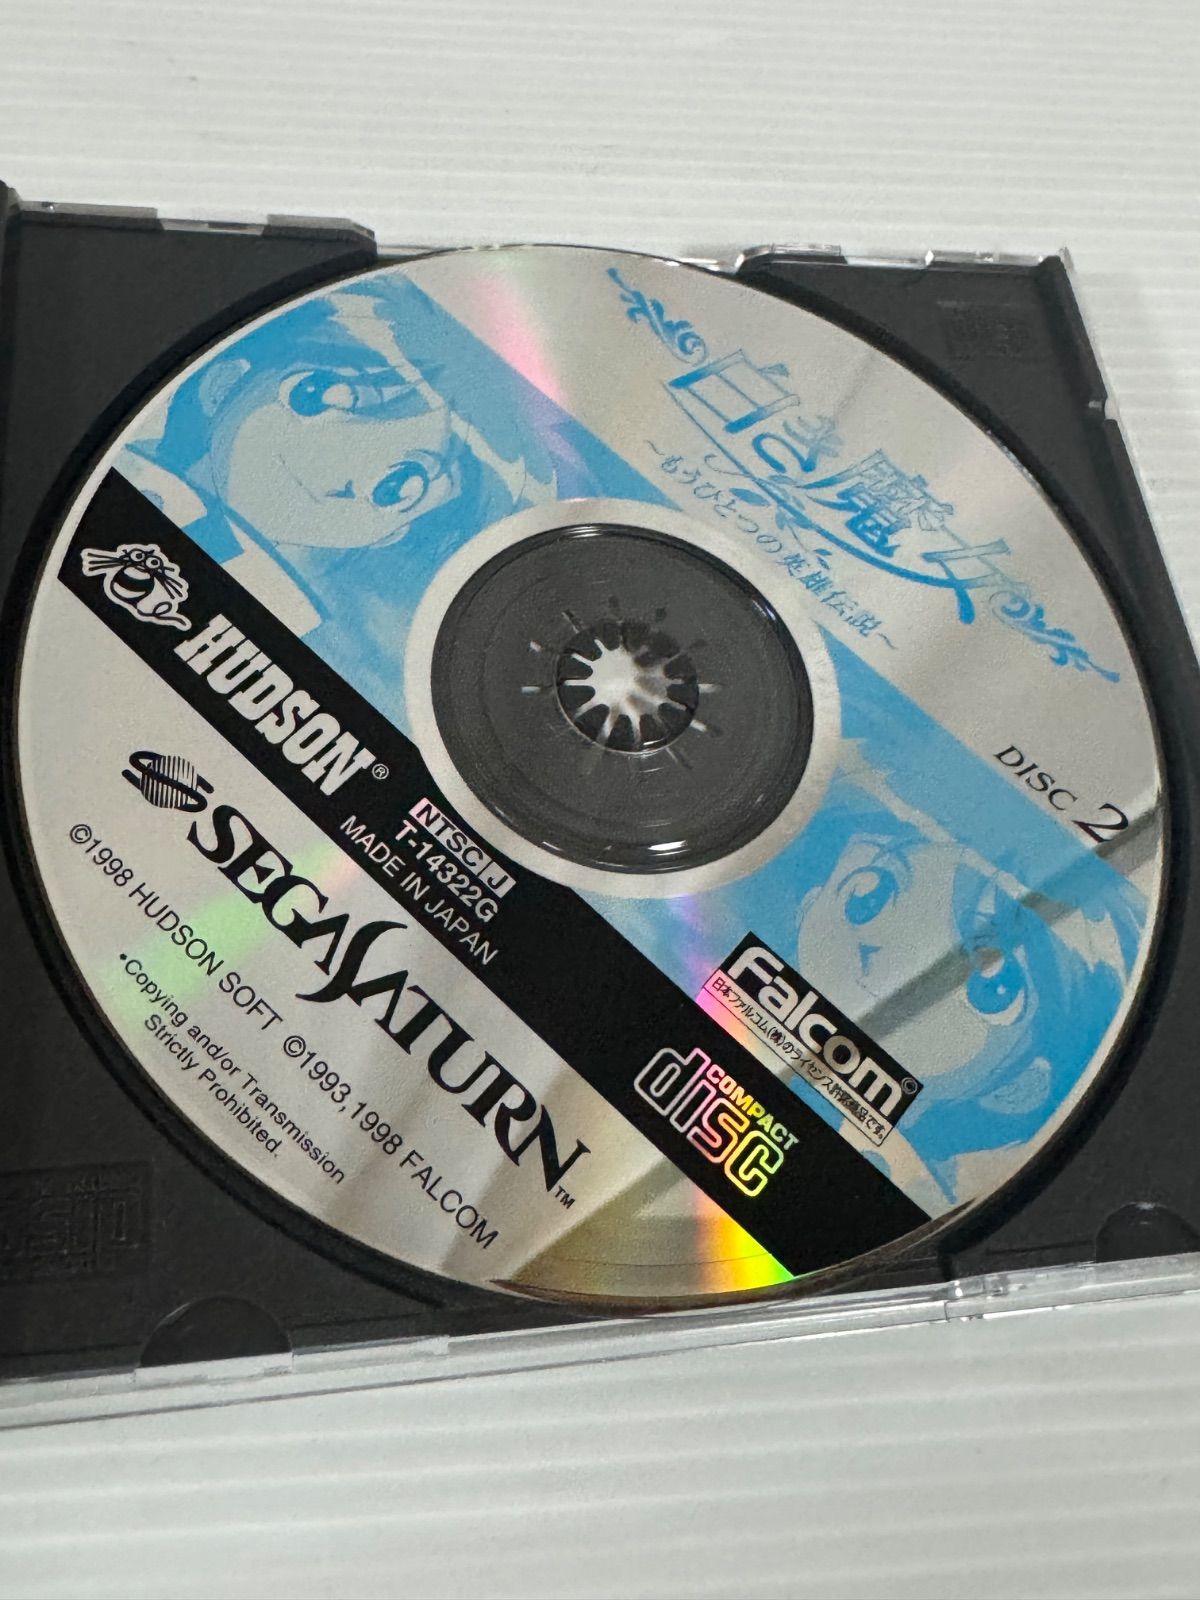 白き魔女
～もうひとつの英雄伝説～
DISC 2
HUDSON®
NTSC J
T-14322G
MADE IN JAPAN
SEGA SATURN™
Falcom©
日本ファルコム(株)のライセンス許諾商品です。
COMPACT
disc
©1998 HUDSON SOFT ©1993,1998 FALCOM
•Copying and/or Transmission
Strictly Prohibited.